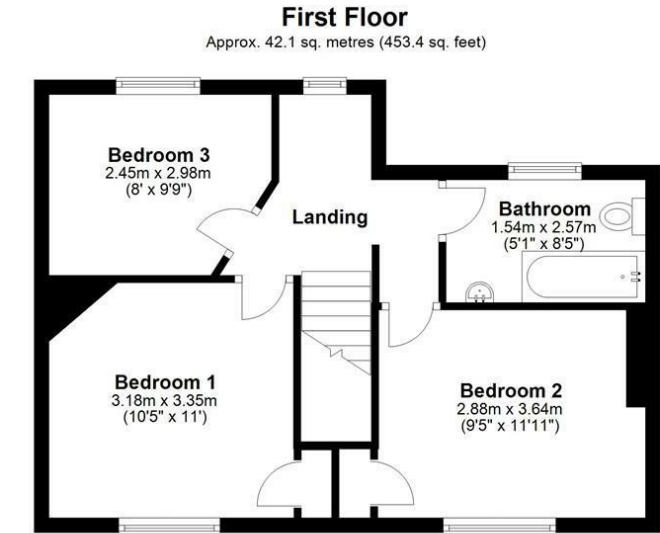 First Floor
Approx. 42.1 sq. metres (453.4 sq. feet)
Bedroom 3
2.45m x 2.98m
(8' x 9'9")
Landing
Bathroom
1.54m x 2.57m
(5'1" x 8'5")
Bedroom 1
3.18m x 3.35m
(10'5" x 11')
Bedroom 2
2.88m x 3.64m
(9'5" x 11'11")